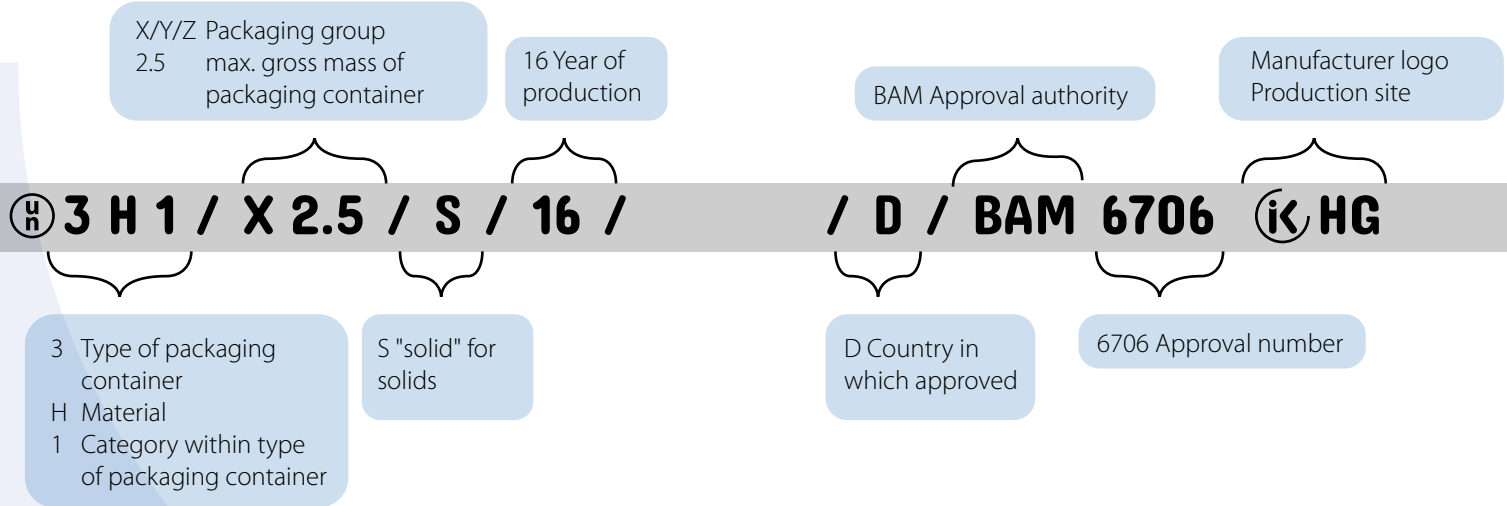 X/Y/Z Packaging group
2.5 max. gross mass of
packaging container
16 Year of
production
BAM Approval authority
Manufacturer logo
Production site
un 3 H 1 / X 2.5 / S / 16 / / D / BAM 6706 iK HG
3 Type of packaging
container
H Material
1 Category within type
of packaging container
S "solid" for
solids
D Country in
which approved
6706 Approval number